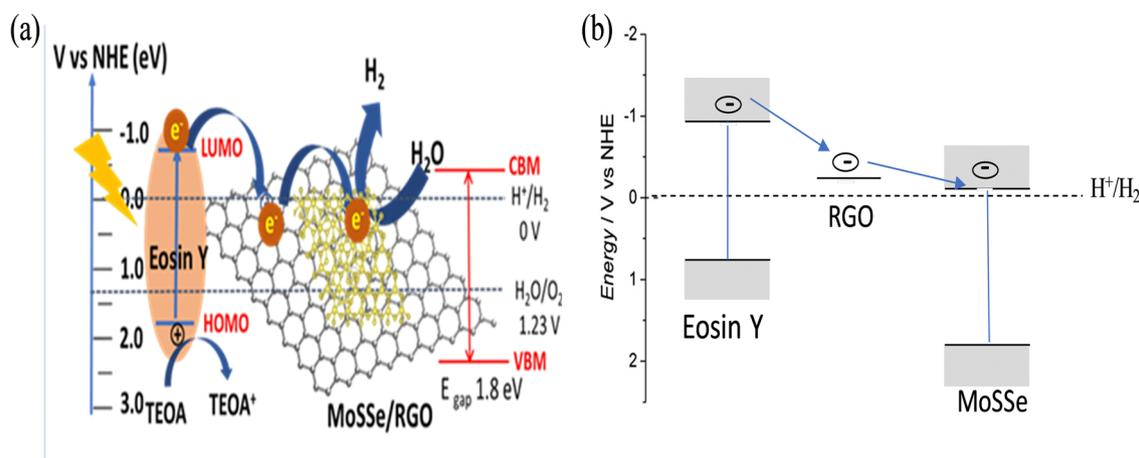 (a)
V vs NHE (eV)
-1.0
0.0
1.0
2.0
3.0
e-
LUMO
Eosin Y
HOMO
+
TEOA
TEOA+
e-
e-
H2
H2O
CBM
H+/H2
0 V
H2O/O2
1.23 V
VBM
E gap 1.8 eV
MoSSe/RGO
(b)
Energy / V vs NHE
-2
-1
0
1
2
-
Eosin Y
-
RGO
-
MoSSe
H+/H2